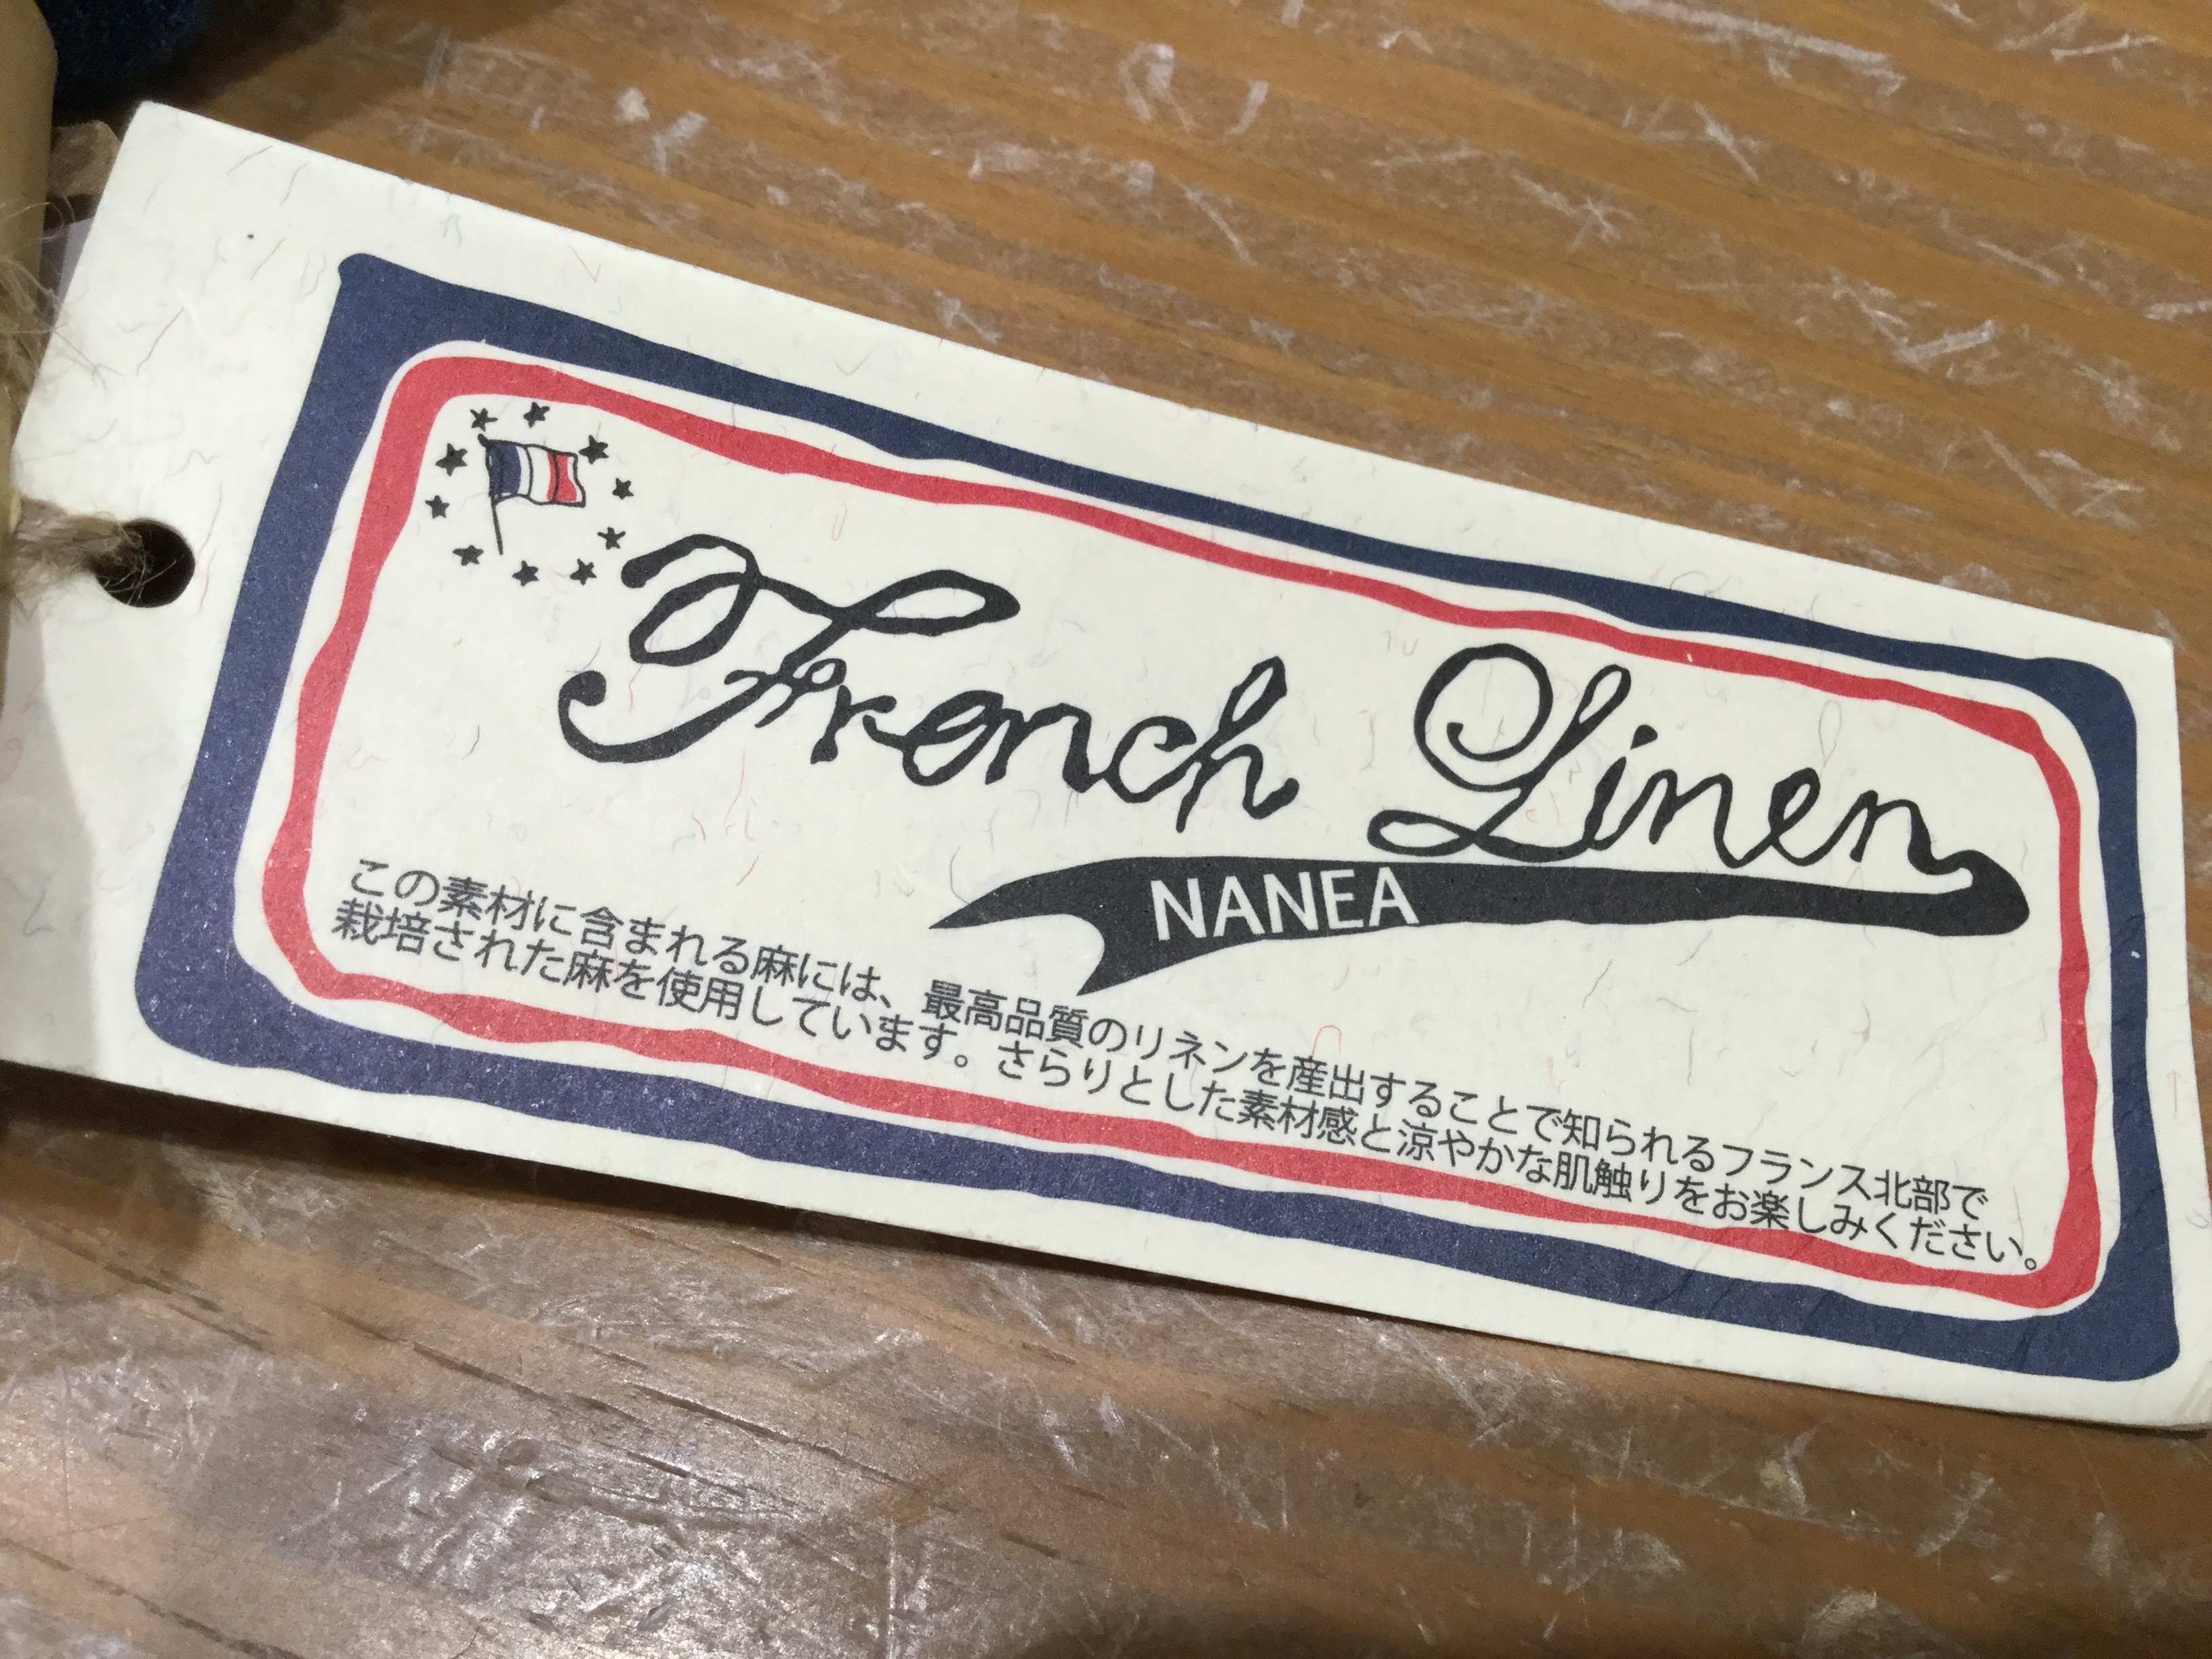 French Linen
NANEA
この素材に含まれる麻には、最高品質のリネンを産出することで知られるフランス北部で
栽培された麻を使用しています。さらりとした素材感と涼やかな肌触りをお楽しみください。